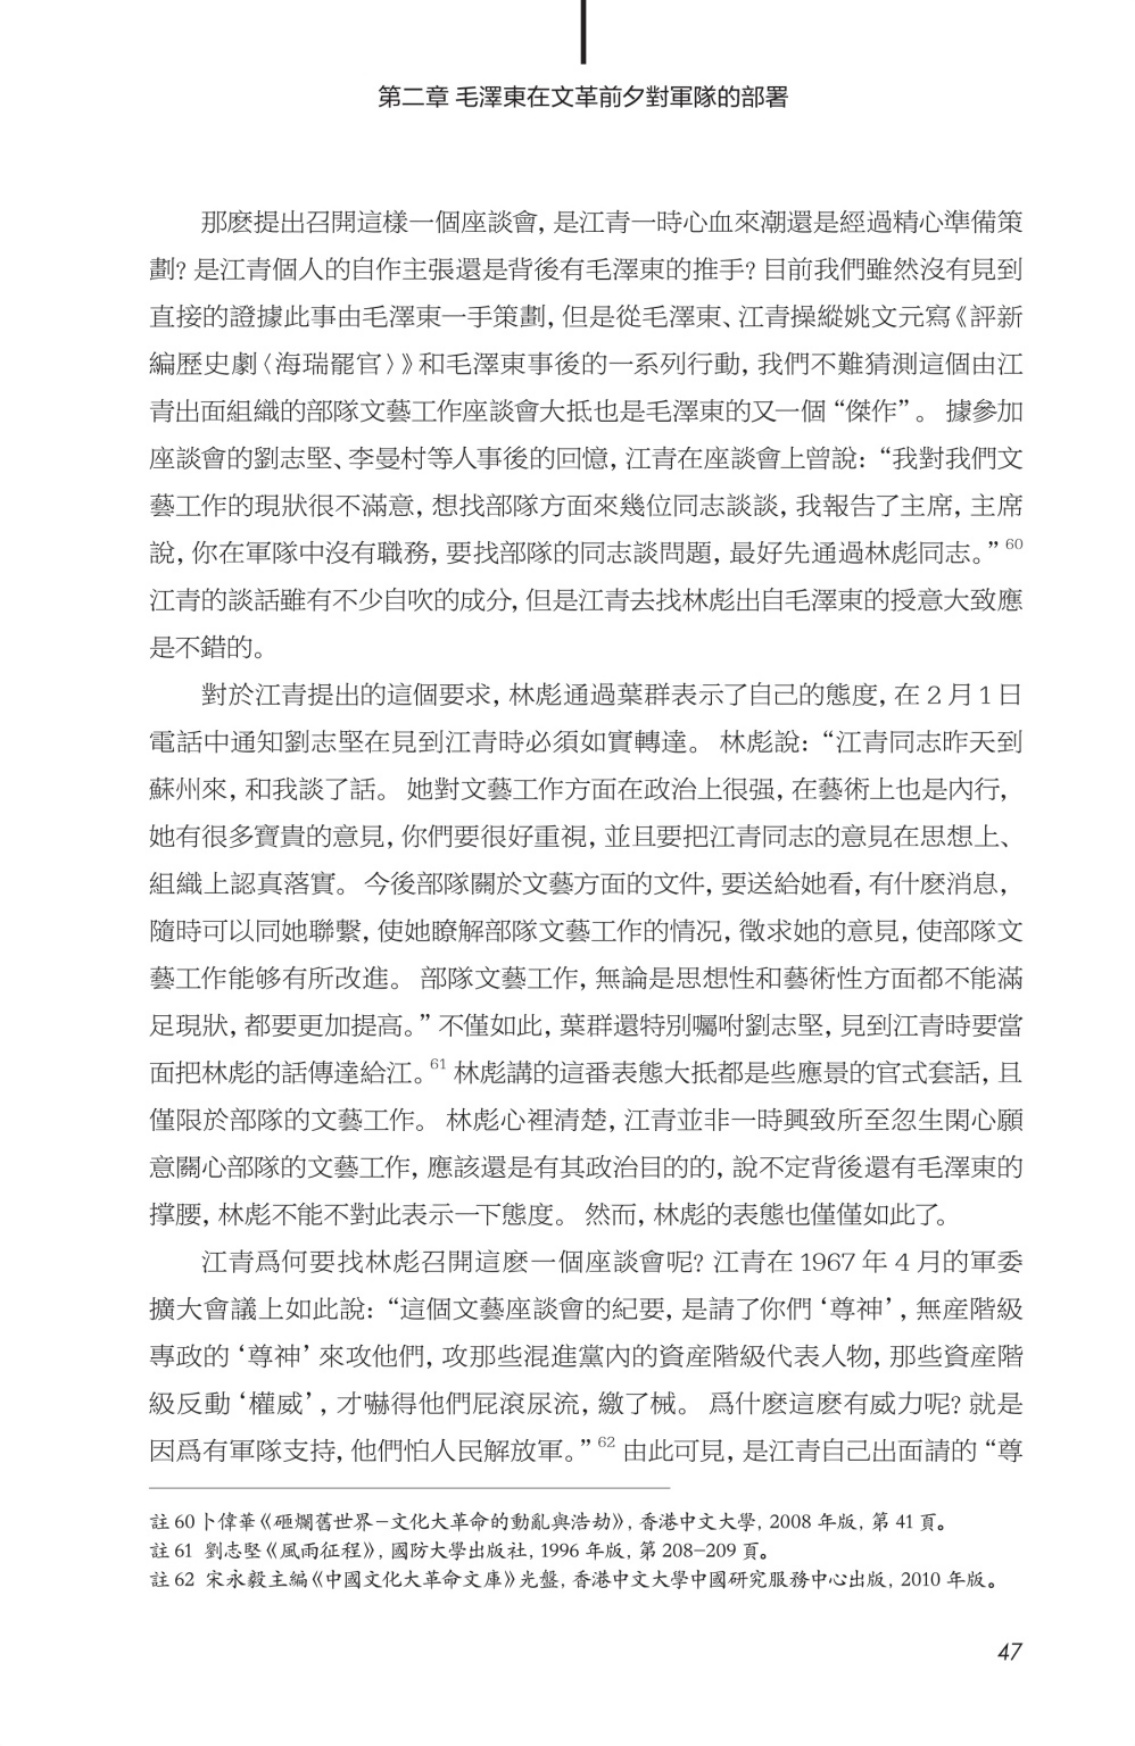 第二章 毛澤東在文革前夕對軍隊的部署
那麽提出召開這樣一個座談會, 是江青一時心血來潮還是經過精心準備策
劃? 是江青個人的自作主張還是背後有毛澤東的推手? 目前我們雖然沒有見到
直接的證據此事由毛澤東一手策劃, 但是從毛澤東、江青操縱姚文元寫《評新
編歷史劇〈海瑞罷官〉》和毛澤東事後的一系列行動, 我們不難猜測這個由江
青出面組織的部隊文藝工作座談會大抵也是毛澤東的又一個“傑作”。 據參加
座談會的劉志堅、李曼村等人事後的回憶, 江青在座談會上曾說: “我對我們文
藝工作的現狀很不滿意, 想找部隊方面來幾位同志談談, 我報告了主席, 主席
說, 你在軍隊中沒有職務, 要找部隊的同志談問題, 最好先通過林彪同志。” 60
江青的談話雖有不少自吹的成分, 但是江青去找林彪出自毛澤東的授意大致應
是不錯的。
對於江青提出的這個要求, 林彪通過葉群表示了自己的態度, 在 2 月 1 日
電話中通知劉志堅在見到江青時必須如實轉達。 林彪說: “江青同志昨天到
蘇州來, 和我談了話。 她對文藝工作方面在政治上很强, 在藝術上也是內行,
她有很多寶貴的意見, 你們要很好重視, 並且要把江青同志的意見在思想上、
組織上認真落實。 今後部隊關於文藝方面的文件, 要送給她看, 有什麽消息,
隨時可以同她聯繫, 使她瞭解部隊文藝工作的情況, 徵求她的意見, 使部隊文
藝工作能够有所改進。 部隊文藝工作, 無論是思想性和藝術性方面都不能滿
足現狀, 都要更加提高。” 不僅如此, 葉群還特別囑咐劉志堅, 見到江青時要當
面把林彪的話傳達給江。61 林彪講的這番表態大抵都是些應景的官式套話, 且
僅限於部隊的文藝工作。 林彪心裡清楚, 江青並非一時興致所至忽生閑心願
意關心部隊的文藝工作, 應該還是有其政治目的的, 說不定背後還有毛澤東的
撑腰, 林彪不能不對此表示一下態度。 然而, 林彪的表態也僅僅如此了。
江青爲何要找林彪召開這麽一個座談會呢? 江青在 1967 年 4 月的軍委
擴大會議上如此說: “這個文藝座談會的紀要, 是請了你們‘尊神’, 無産階級
專政的‘尊神’來攻他們, 攻那些混進黨內的資産階級代表人物, 那些資産階
級反動‘權威’, 才嚇得他們屁滾尿流, 繳了械。 爲什麽這麽有威力呢? 就是
因爲有軍隊支持, 他們怕人民解放軍。” 62 由此可見, 是江青自己出面請的“尊
註 60 卜偉華《砸爛舊世界–文化大革命的動亂與浩劫》, 香港中文大學, 2008 年版, 第 41 頁。
註 61 劉志堅《風雨征程》, 國防大學出版社, 1996 年版, 第 208–209 頁。
註 62 宋永毅主編《中國文化大革命文庫》光盤, 香港中文大學中國研究服務中心出版, 2010 年版。
47